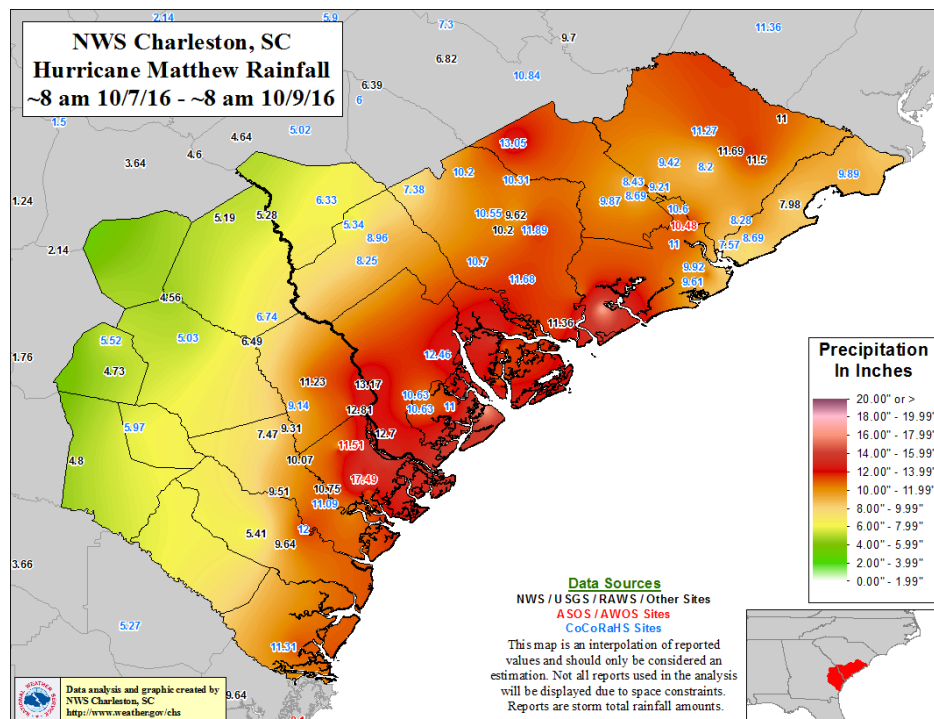 NWS Charleston, SC
Hurricane Matthew Rainfall
~8 am 10/7/16 - ~8 am 10/9/16
2.14
5.9
7.3
11.36
9.7
6.82
10.84
6.39
6
1.5
5.02
4.64
4.6
3.64
13.05
11
11.27
11.69
11.5
9.42
8.2
10.2
10.31
9.89
7.38
8.43
9.21
8.69
9.87
1.24
6.33
5.19
5.28
5.34
8.96
10.55
9.62
10.2
11.89
10.6
10.48
7.98
8.28
8.69
7.57
11
2.14
8.25
10.7
11.68
9.92
9.61
4.56
6.74
11.36
5.52
5.03
6.49
1.76
4.73
12.46
11.23
13.17
10.63
9.14
12.81
10.63
11
5.97
7.47
9.31
12.7
11.51
4.8
10.07
17.49
9.51
10.75
11.09
5.41
12
9.64
3.66
5.27
11.31
9.64
Precipitation
In Inches
20.00" or >
18.00" - 19.99"
16.00" - 17.99"
14.00" - 15.99"
12.00" - 13.99"
10.00" - 11.99"
8.00" - 9.99"
6.00" - 7.99"
4.00" - 5.99"
2.00" - 3.99"
0.00" - 1.99"
Data Sources
NWS / USGS / RAWS / Other Sites
ASOS / AWOS Sites
CoCoRaHS Sites
This map is an interpolation of reported
values and should only be considered an
estimation. Not all reports used in the analysis
will be displayed due to space constraints.
Reports are storm total rainfall amounts.
NATIONAL WEATHER SERVICE
Data analysis and graphic created by
NWS Charleston, SC
http://www.weather.gov/chs